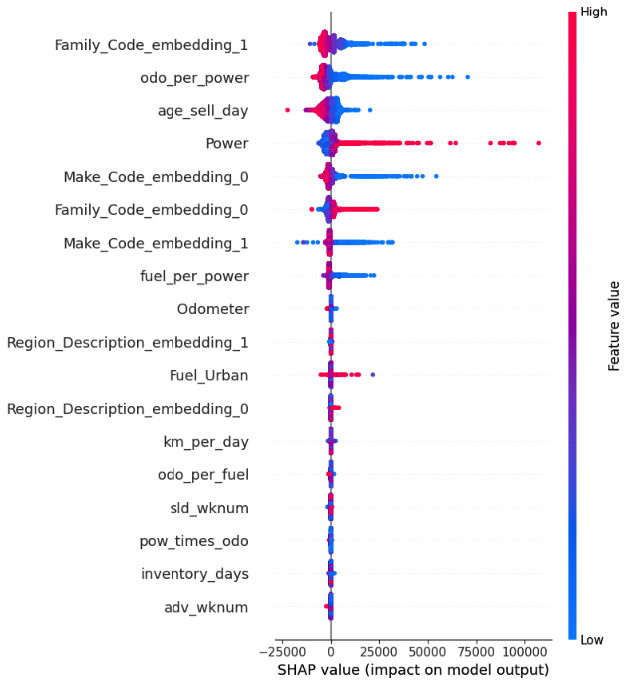 High
Family_Code_embedding_1
odo_per_power
age_sell_day
Power
Make_Code_embedding_0
Family_Code_embedding_0
Make_Code_embedding_1
fuel_per_power
Odometer
Region_Description_embedding_1
Fuel_Urban
Region_Description_embedding_0
km_per_day
odo_per_fuel
sld_wknum
pow_times_odo
inventory_days
adv_wknum
Feature value
Low
−25000 0 25000 50000 75000 100000
SHAP value (impact on model output)